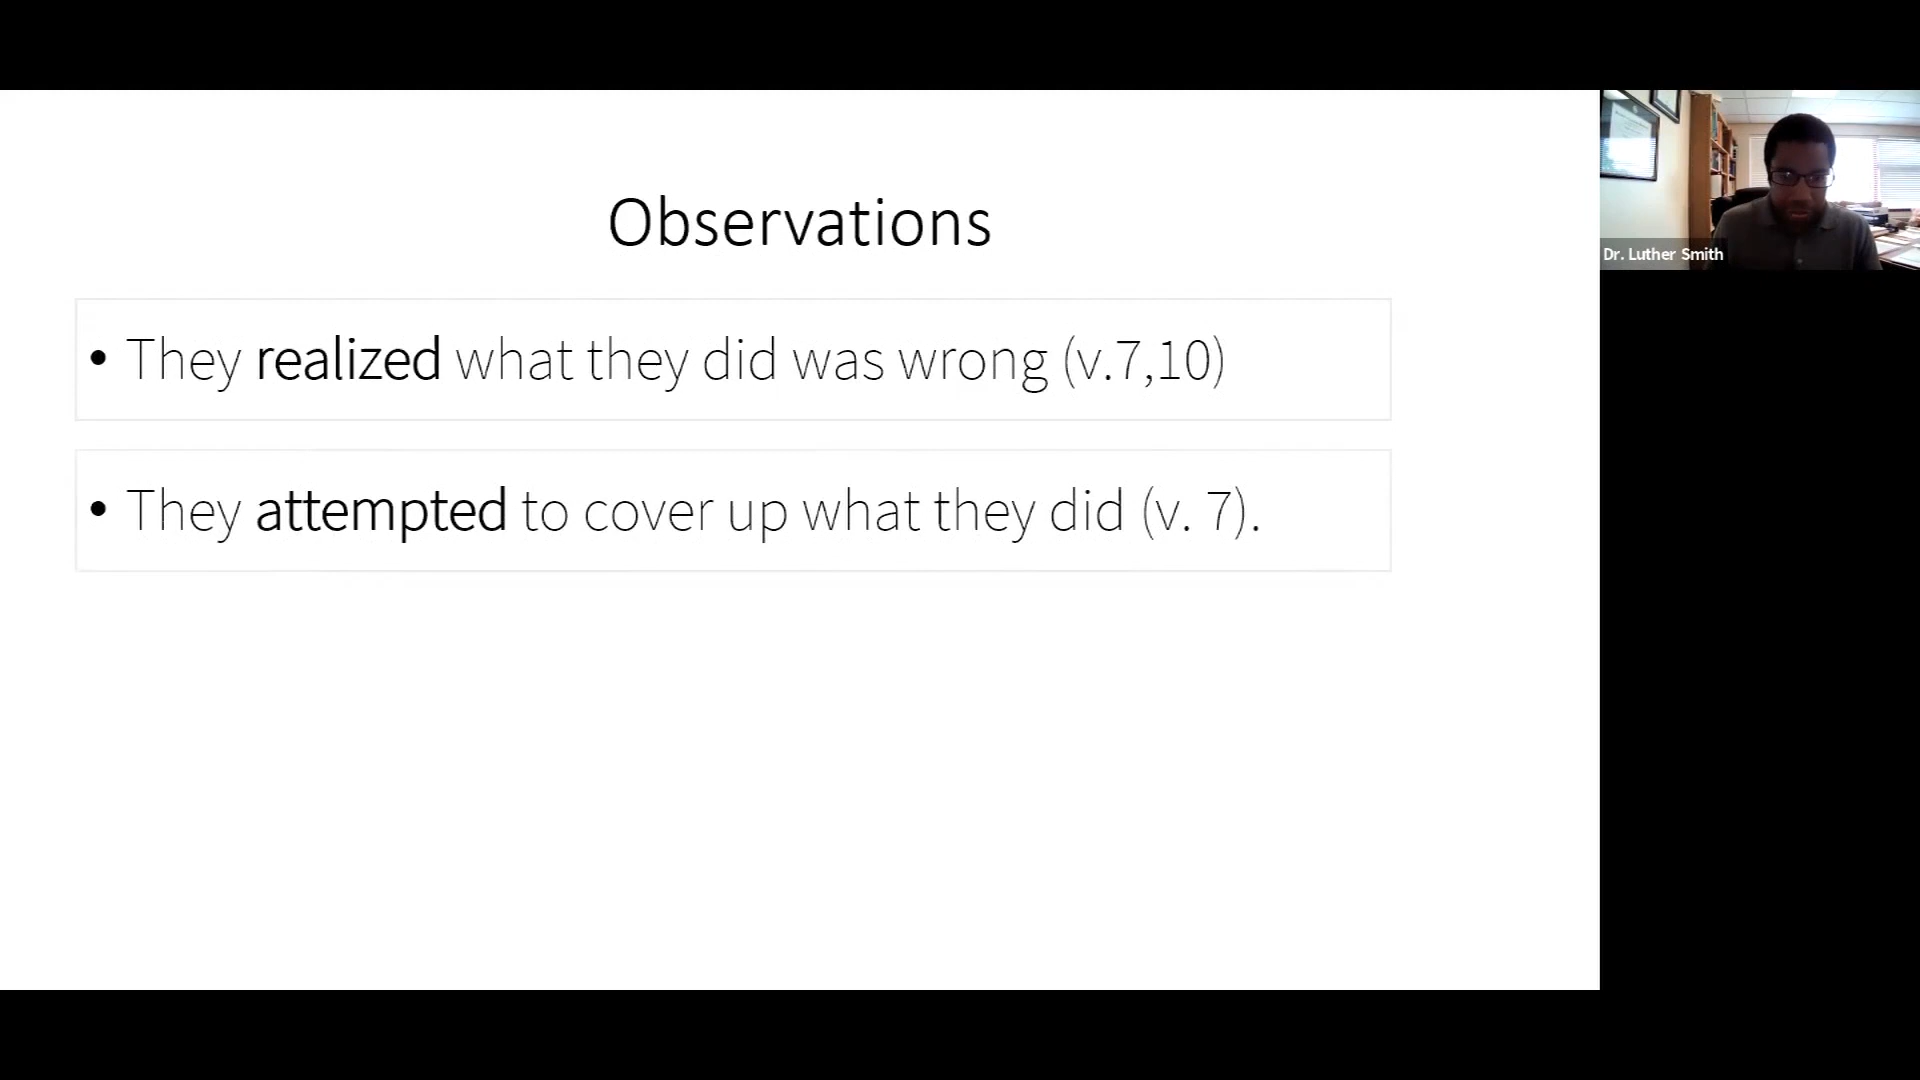 Observations
• They realized what they did was wrong (v.7,10)
• They attempted to cover up what they did (v. 7).
Dr. Luther Smith